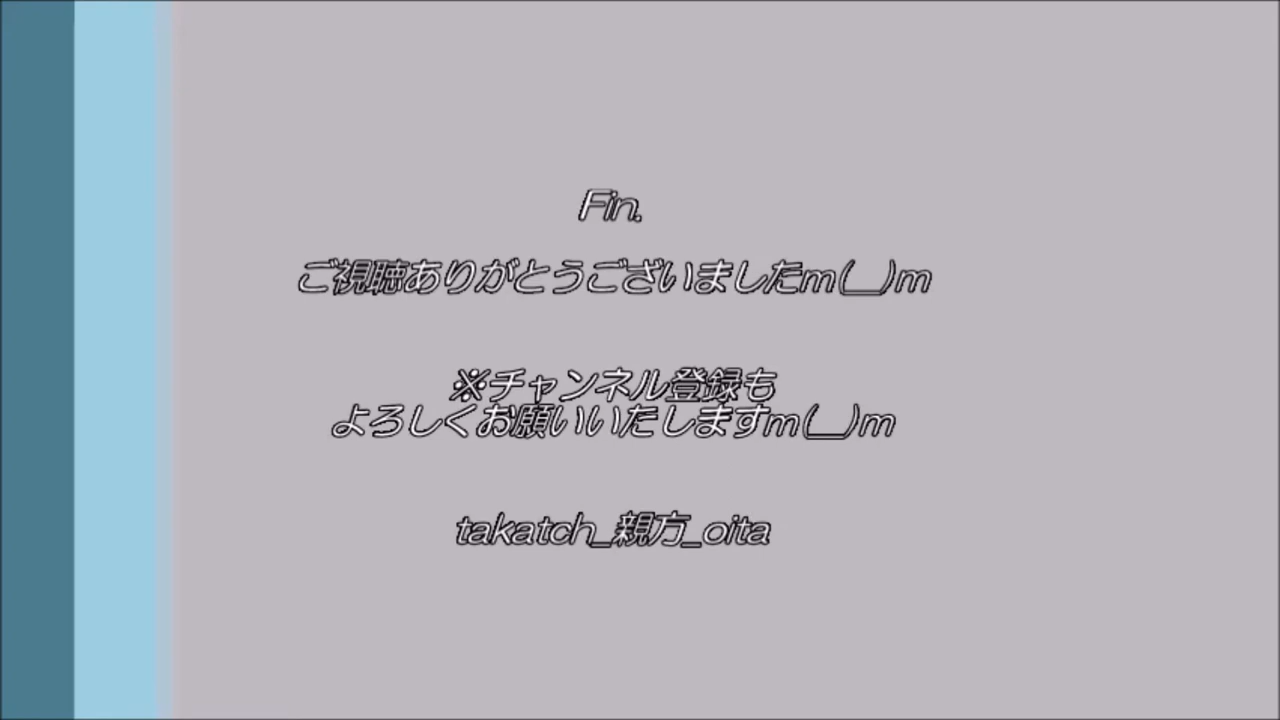 Fin.
ご視聴ありがとうございましたm(__)m
※チャンネル登録も
よろしくお願いいたしますm(__)m
takatch_親方_oita